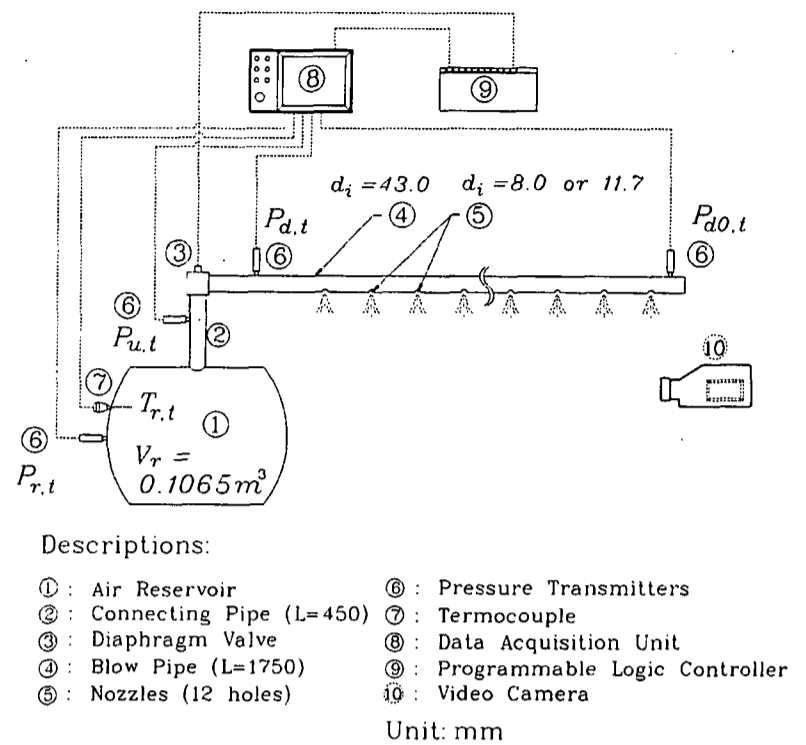 ⑧
⑨
d_i =43.0 d_i =8.0 or 11.7
P_d,t
④
⑤
P_d0,t
③
⑥
⑥
⑥
P_u,t
②
⑩
⑦
T_r,t
①
⑥
P_r,t
V_r =
0.1065m³
Descriptions:
① : Air Reservoir
② : Connecting Pipe (L=450)
③ : Diaphragm Valve
④ : Blow Pipe (L=1750)
⑤ : Nozzles (12 holes)
⑥ : Pressure Transmitters
⑦ : Termocouple
⑧ : Data Acquisition Unit
⑨ : Programmable Logic Controller
⑩ : Video Camera
Unit: mm